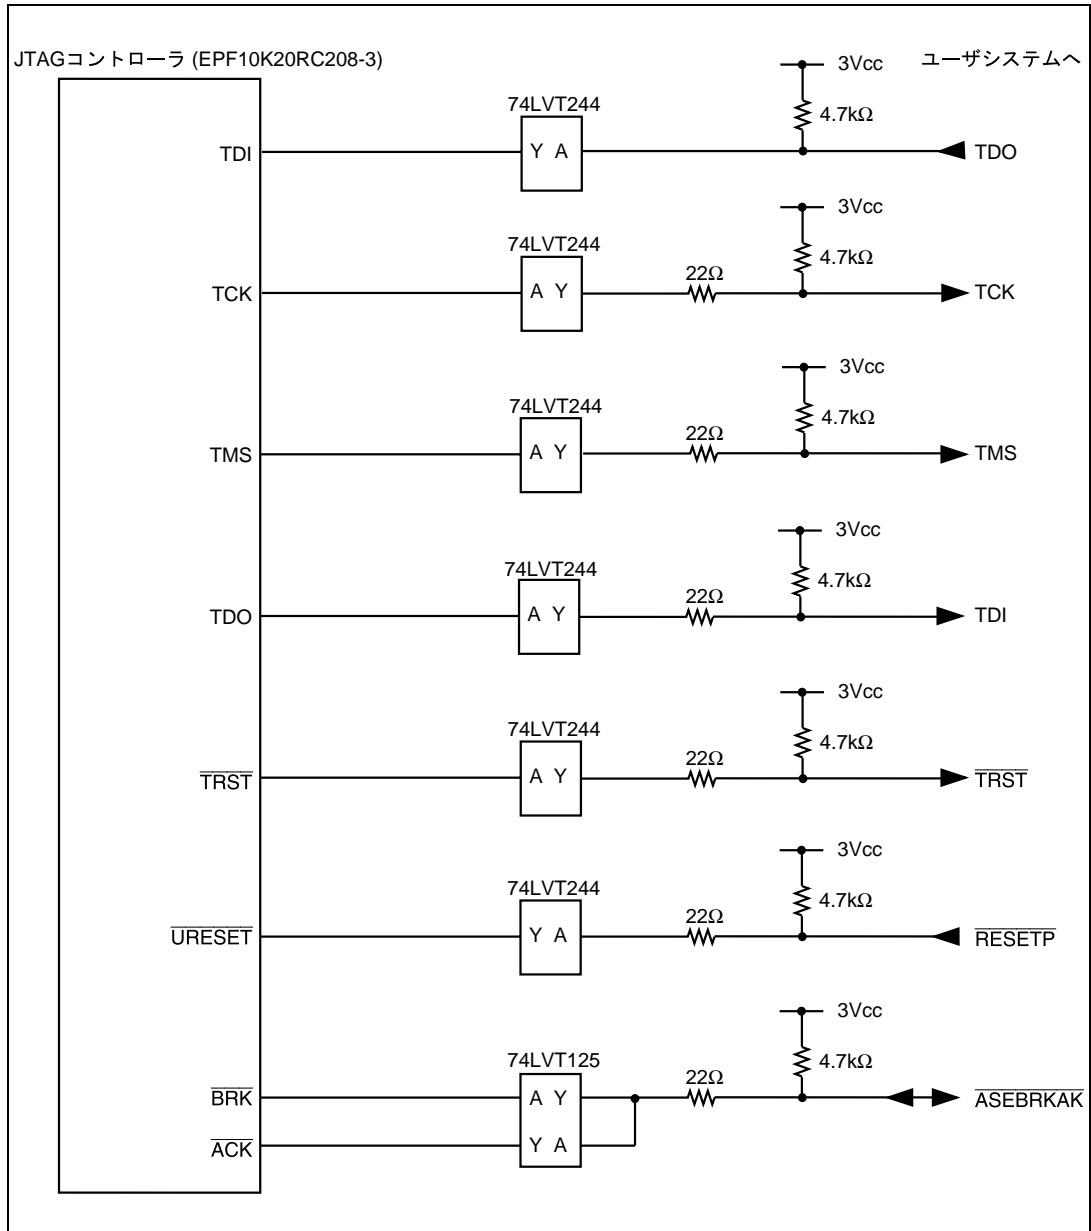 JTAGコントローラ (EPF10K20RC208-3)
ユーザシステムへ
3Vcc
74LVT244
4.7kΩ
TDI
Y A
TDO
3Vcc
74LVT244
4.7kΩ
22Ω
TCK
A Y
TCK
3Vcc
74LVT244
4.7kΩ
22Ω
TMS
A Y
TMS
3Vcc
74LVT244
4.7kΩ
22Ω
TDO
A Y
TDI
3Vcc
74LVT244
4.7kΩ
22Ω
TRST
A Y
TRST
3Vcc
74LVT244
4.7kΩ
22Ω
URESET
Y A
RESETP
3Vcc
74LVT125
4.7kΩ
22Ω
BRK
A Y
ASEBRKAK
ACK
Y A